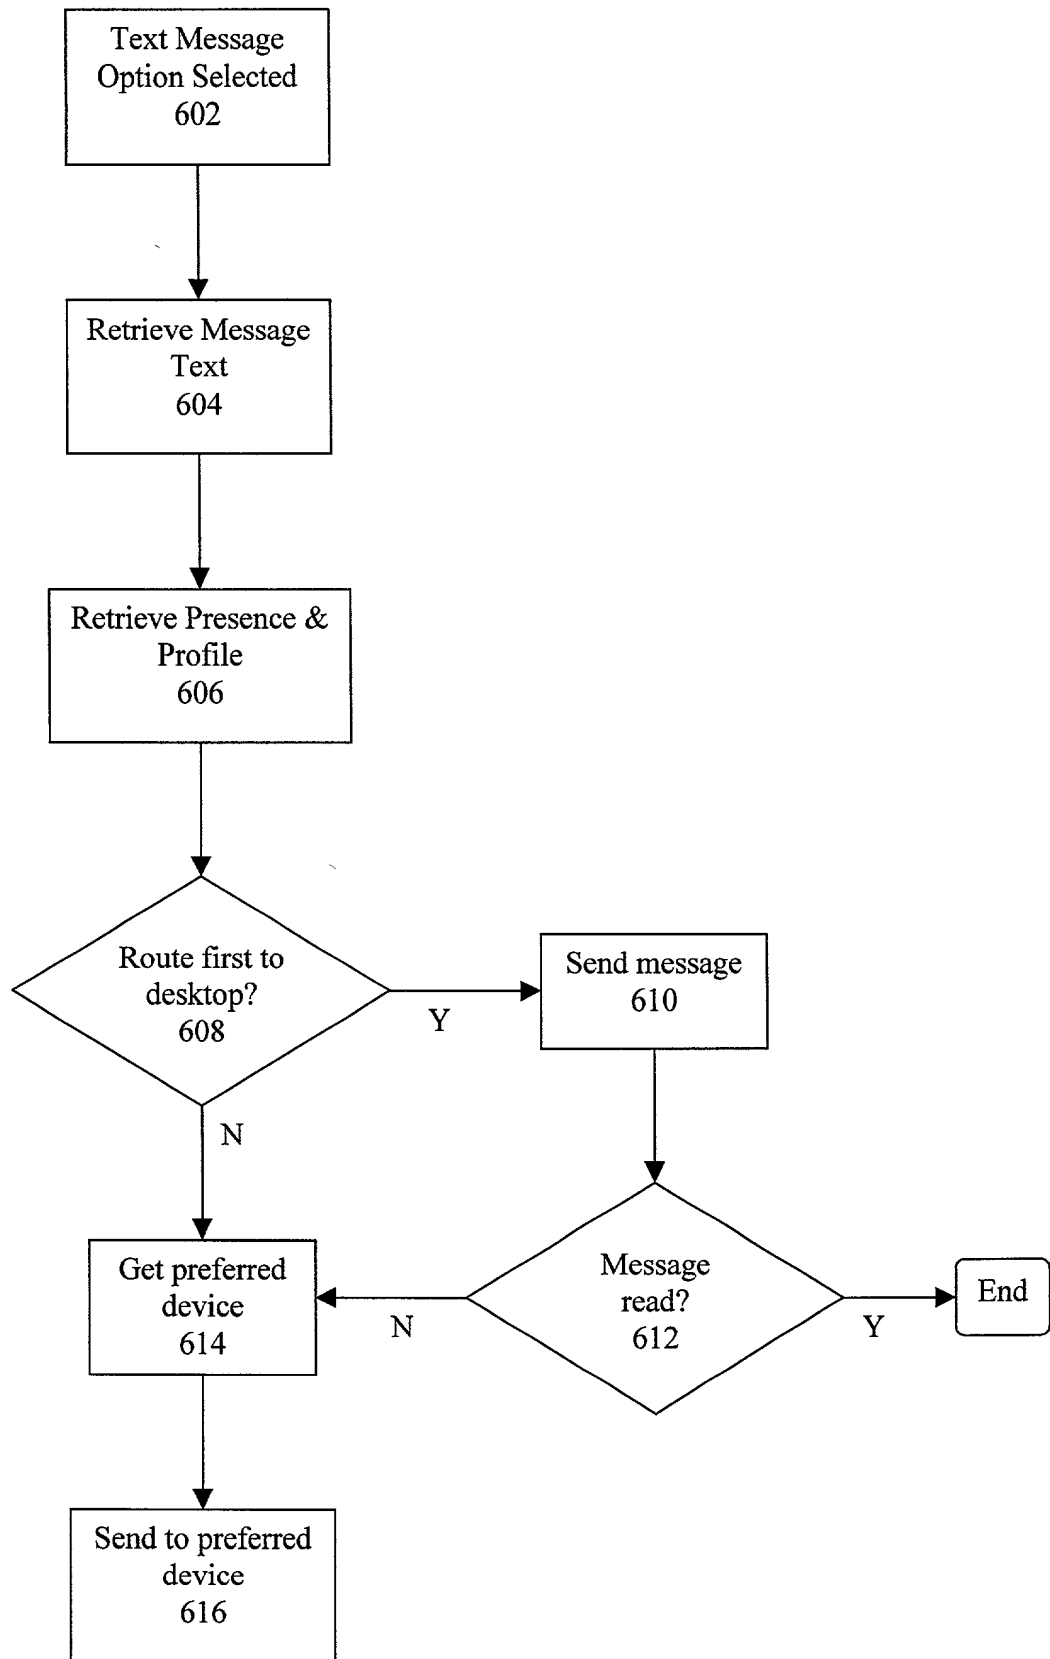 Text Message
Option Selected
602
Retrieve Message
Text
604
Retrieve Presence &
Profile
606
Route first to
desktop?
608
Y
Send message
610
N
Get preferred
device
614
N
Message
read?
612
Y
End
Send to preferred
device
616